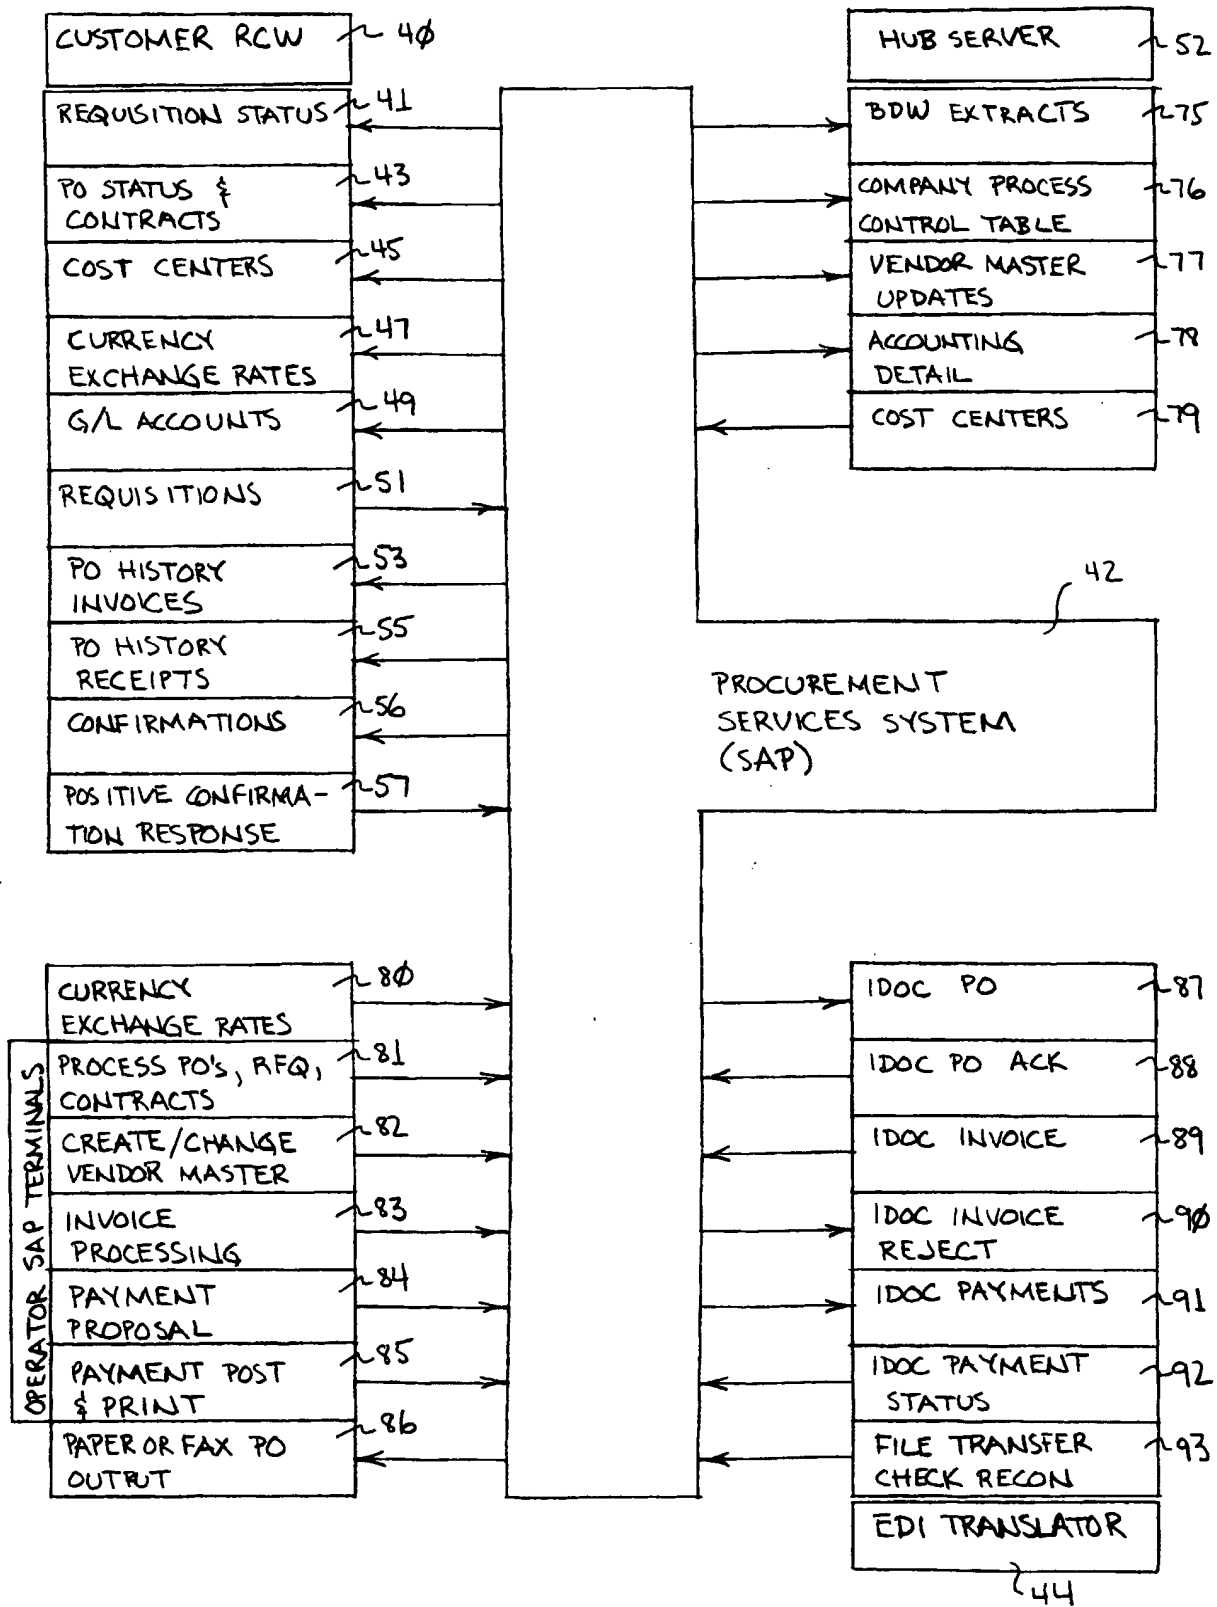 CUSTOMER RCW
40
REQUISITION STATUS
41
PO STATUS &
CONTRACTS
43
COST CENTERS
45
CURRENCY
EXCHANGE RATES
47
G/L ACCOUNTS
49
REQUISITIONS
51
PO HISTORY
INVOICES
53
PO HISTORY
RECEIPTS
55
CONFIRMATIONS
56
POSITIVE CONFIRMA-
TION RESPONSE
57
HUB SERVER
52
BDW EXTRACTS
75
COMPANY PROCESS
CONTROL TABLE
76
VENDOR MASTER
UPDATES
77
ACCOUNTING
DETAIL
78
COST CENTERS
79
42
PROCUREMENT
SERVICES SYSTEM
(SAP)
CURRENCY
EXCHANGE RATES
80
OPERATOR SAP TERMINALS
PROCESS PO'S, RFQ,
CONTRACTS
81
CREATE/CHANGE
VENDOR MASTER
82
INVOICE
PROCESSING
83
PAYMENT
PROPOSAL
84
PAYMENT POST
& PRINT
85
PAPER OR FAX PO
OUTPUT
86
IDOC PO
87
IDOC PO ACK
88
IDOC INVOICE
89
IDOC INVOICE
REJECT
90
IDOC PAYMENTS
91
IDOC PAYMENT
STATUS
92
FILE TRANSFER
CHECK RECON
93
EDI TRANSLATOR
44